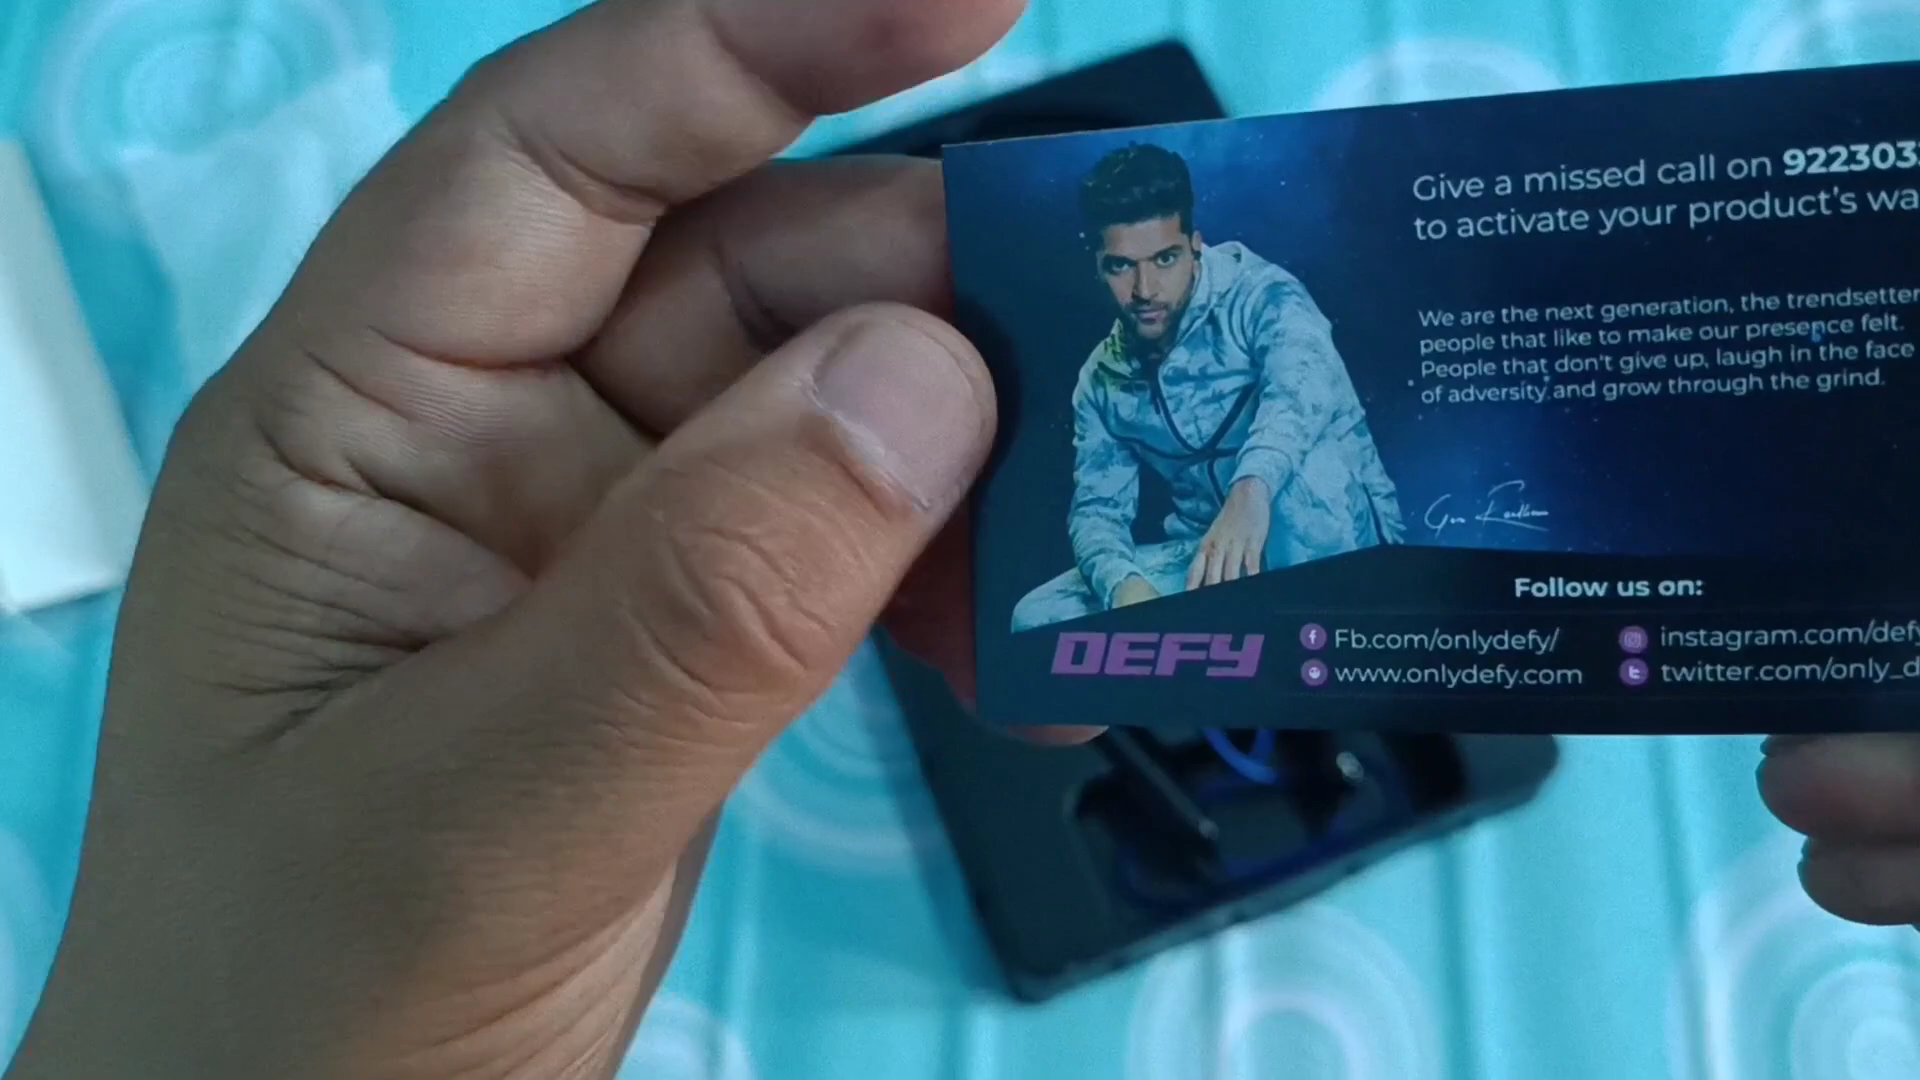 Give a missed call on 922303
to activate your product's wa
We are the next generation, the trendsetter
people that like to make our presence felt.
People that don't give up, laugh in the face
of adversity and grow through the grind.
Follow us on:
DEFY
Fb.com/onlydefy/
instagram.com/defy
www.onlydefy.com
twitter.com/only_d